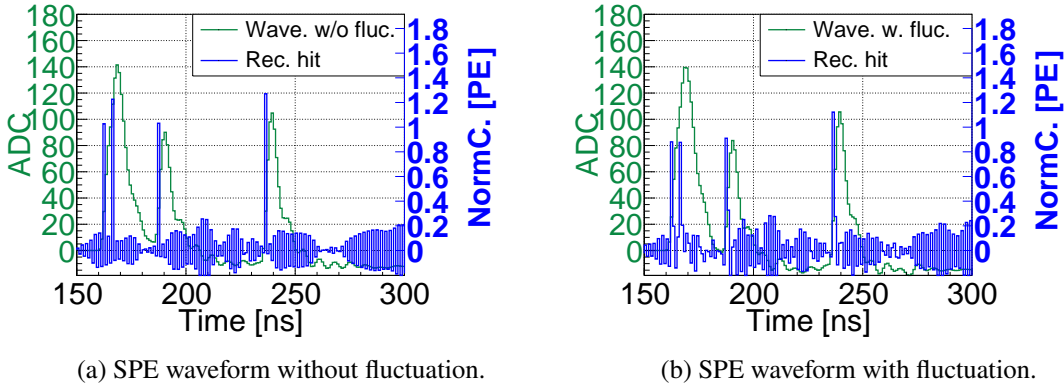 180
160
140
120
100
80
60
40
20
0
ADC
Wave. w/o fluc.
Rec. hit
1.8
1.6
1.4
1.2
1
0.8
0.6
0.4
0.2
0
NormC. [PE]
150 200 250 300
Time [ns]
(a) SPE waveform without fluctuation.
180
160
140
120
100
80
60
40
20
0
ADC
Wave. w. fluc.
Rec. hit
1.8
1.6
1.4
1.2
1
0.8
0.6
0.4
0.2
0
NormC. [PE]
150 200 250 300
Time [ns]
(b) SPE waveform with fluctuation.